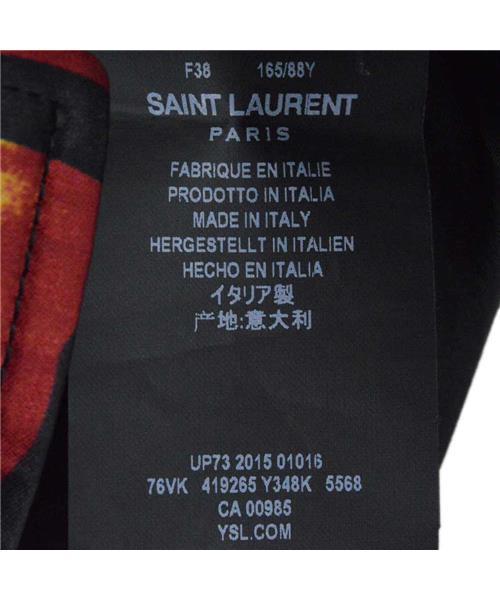 F38 165/88Y
SAINT LAURENT
PARIS
FABRIQUE EN ITALIE
PRODOTTO IN ITALIA
MADE IN ITALY
HERGESTELLT IN ITALIEN
HECHO EN ITALIA
イタリア製
产地:意大利
UP73 2015 01016
76VK 419265 Y348K 5568
CA 00985
YSL.COM